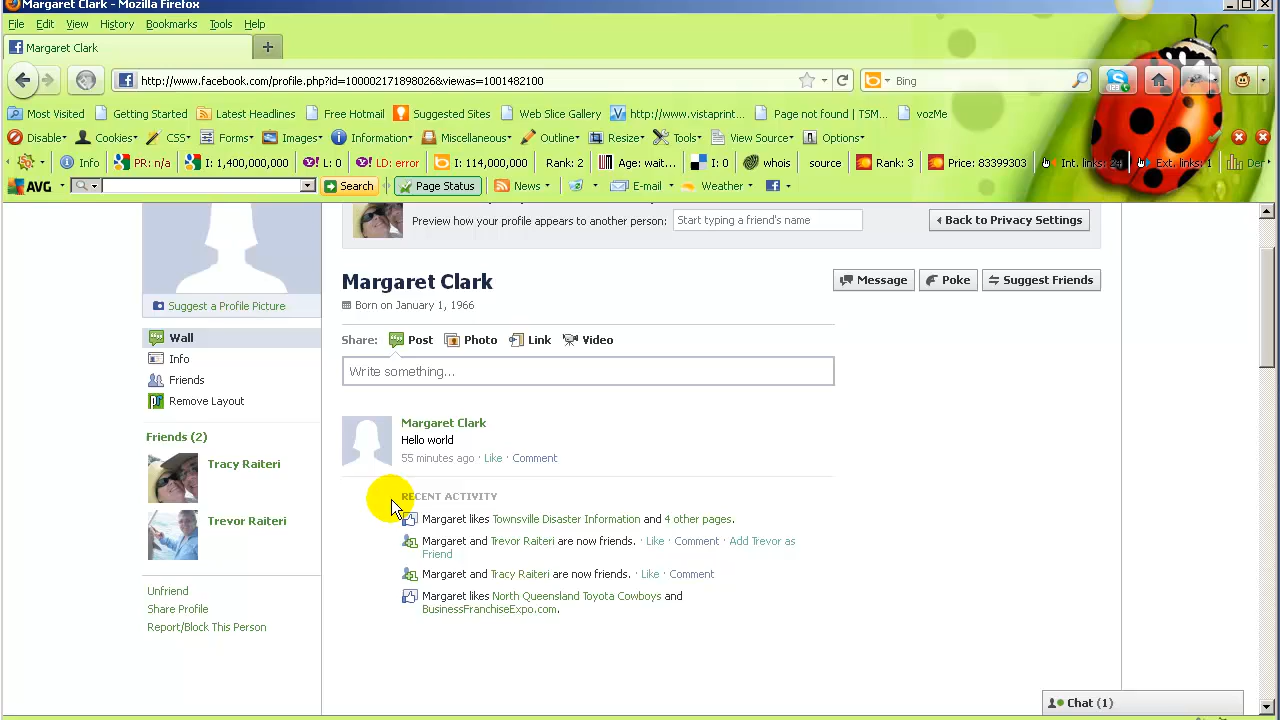 Margaret Clark - Mozilla Firefox
File Edit View History Bookmarks Tools Help
Margaret Clark
http://www.facebook.com/profile.php?id=100002171893026&viewas=1001982100
Bing
Most Visited Getting Started Latest Headlines Free Hotmail Suggested Sites Web Slice Gallery http://www.vistaprint... Page not found | TSM... vozMe
Disable Cookies CSS Forms Images Information Miscellaneous Outline Resize Tools View Source Options
Info PR: n/a I: 1,400,000,000 L: 0 LD: error I: 114,000,000 Rank: 2 Age: wait... I: 0 whois source Rank: 3 Price: 83399303 Int. links: 24 Ext. links: 1 Der
AVG Search Page Status News E-mail Weather
Preview how your profile appears to another person: Start typing a friend's name Back to Privacy Settings
Margaret Clark
Message Poke Suggest Friends
Born on January 1, 1966
Suggest a Profile Picture
Wall
Info
Friends
Remove Layout
Friends (2)
Tracy Raiteri
Trevor Raiteri
Unfriend
Share Profile
Report/Block This Person
Share: Post Photo Link Video
Write something...
Margaret Clark
Hello world
55 minutes ago · Like · Comment
RECENT ACTIVITY
Margaret likes Townsville Disaster Information and 4 other pages.
Margaret and Trevor Raiteri are now friends. · Like · Comment · Add Trevor as
Friend
Margaret and Tracy Raiteri are now friends. · Like · Comment
Margaret likes North Queensland Toyota Cowboys and
BusinessFranchiseExpo.com.
Chat (1)